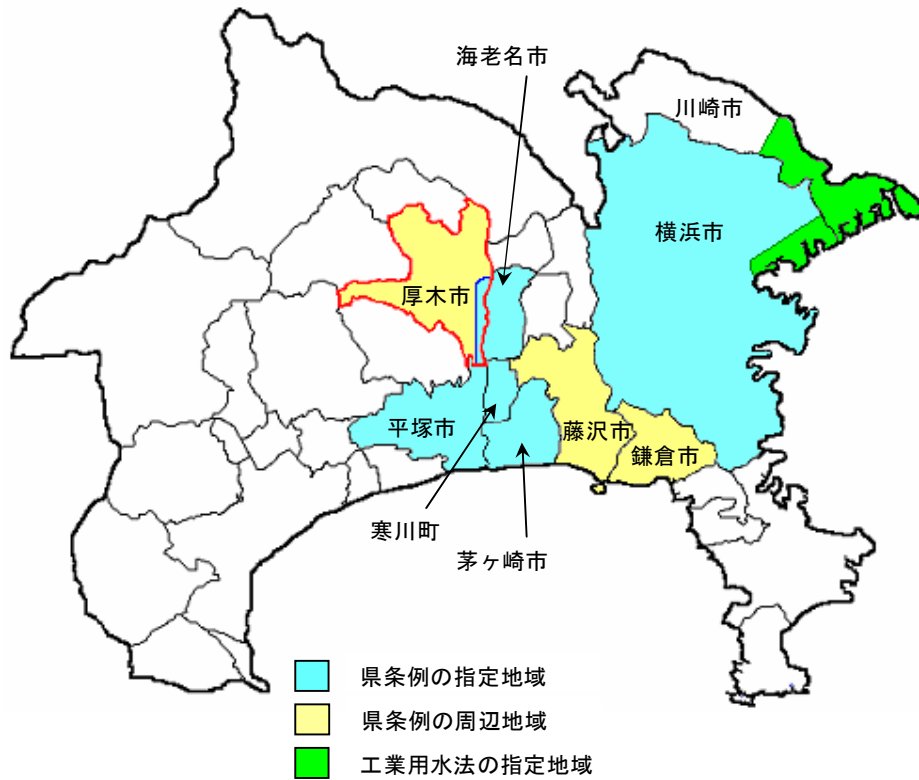 海老名市
川崎市
横浜市
厚木市
平塚市
藤沢市
鎌倉市
寒川町
茅ヶ崎市
県条例の指定地域
県条例の周辺地域
工業用水法の指定地域